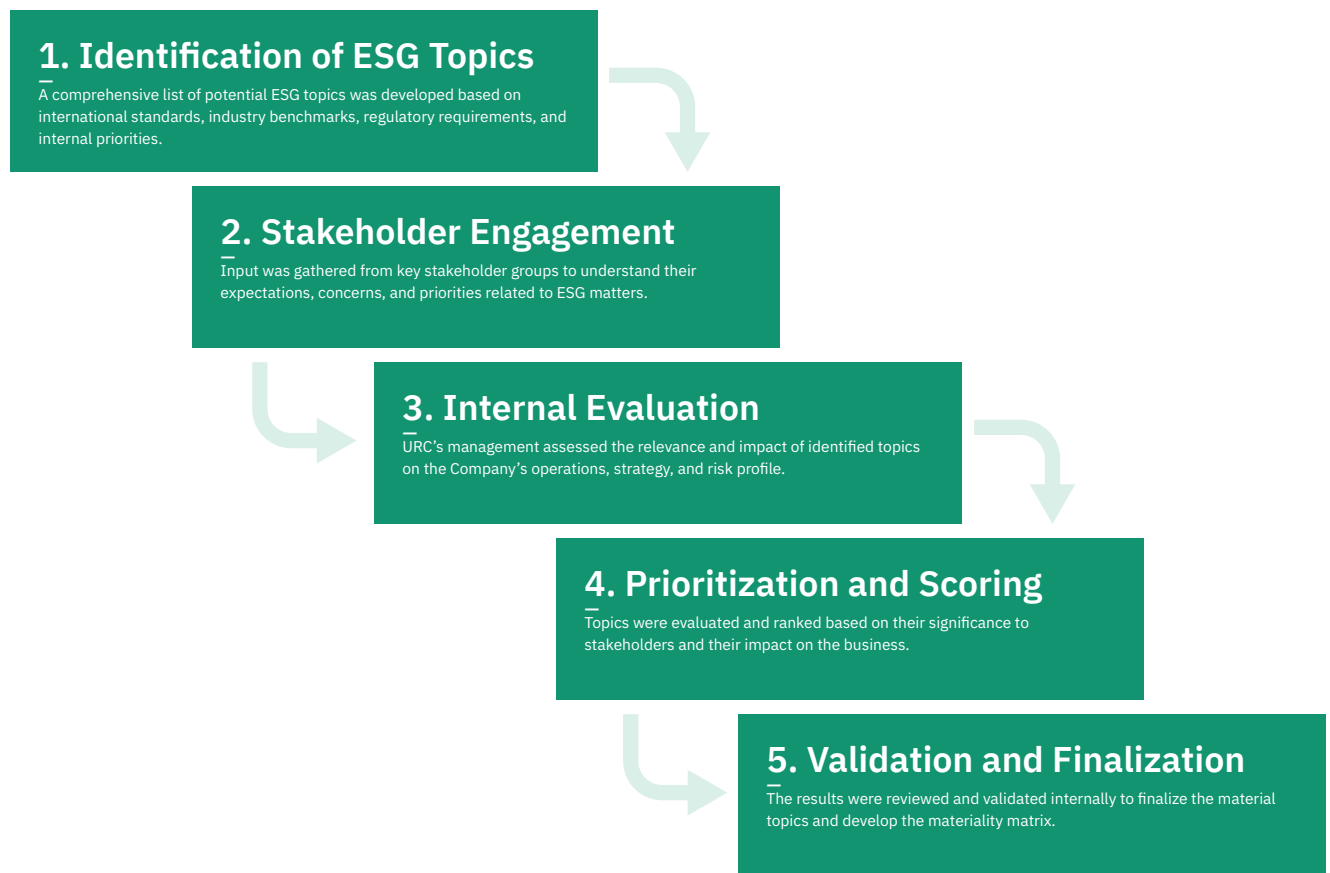 1. Identification of ESG Topics
A comprehensive list of potential ESG topics was developed based on
international standards, industry benchmarks, regulatory requirements, and
internal priorities.
2. Stakeholder Engagement
Input was gathered from key stakeholder groups to understand their
expectations, concerns, and priorities related to ESG matters.
3. Internal Evaluation
URC’s management assessed the relevance and impact of identified topics
on the Company’s operations, strategy, and risk profile.
4. Prioritization and Scoring
Topics were evaluated and ranked based on their significance to
stakeholders and their impact on the business.
5. Validation and Finalization
The results were reviewed and validated internally to finalize the material
topics and develop the materiality matrix.